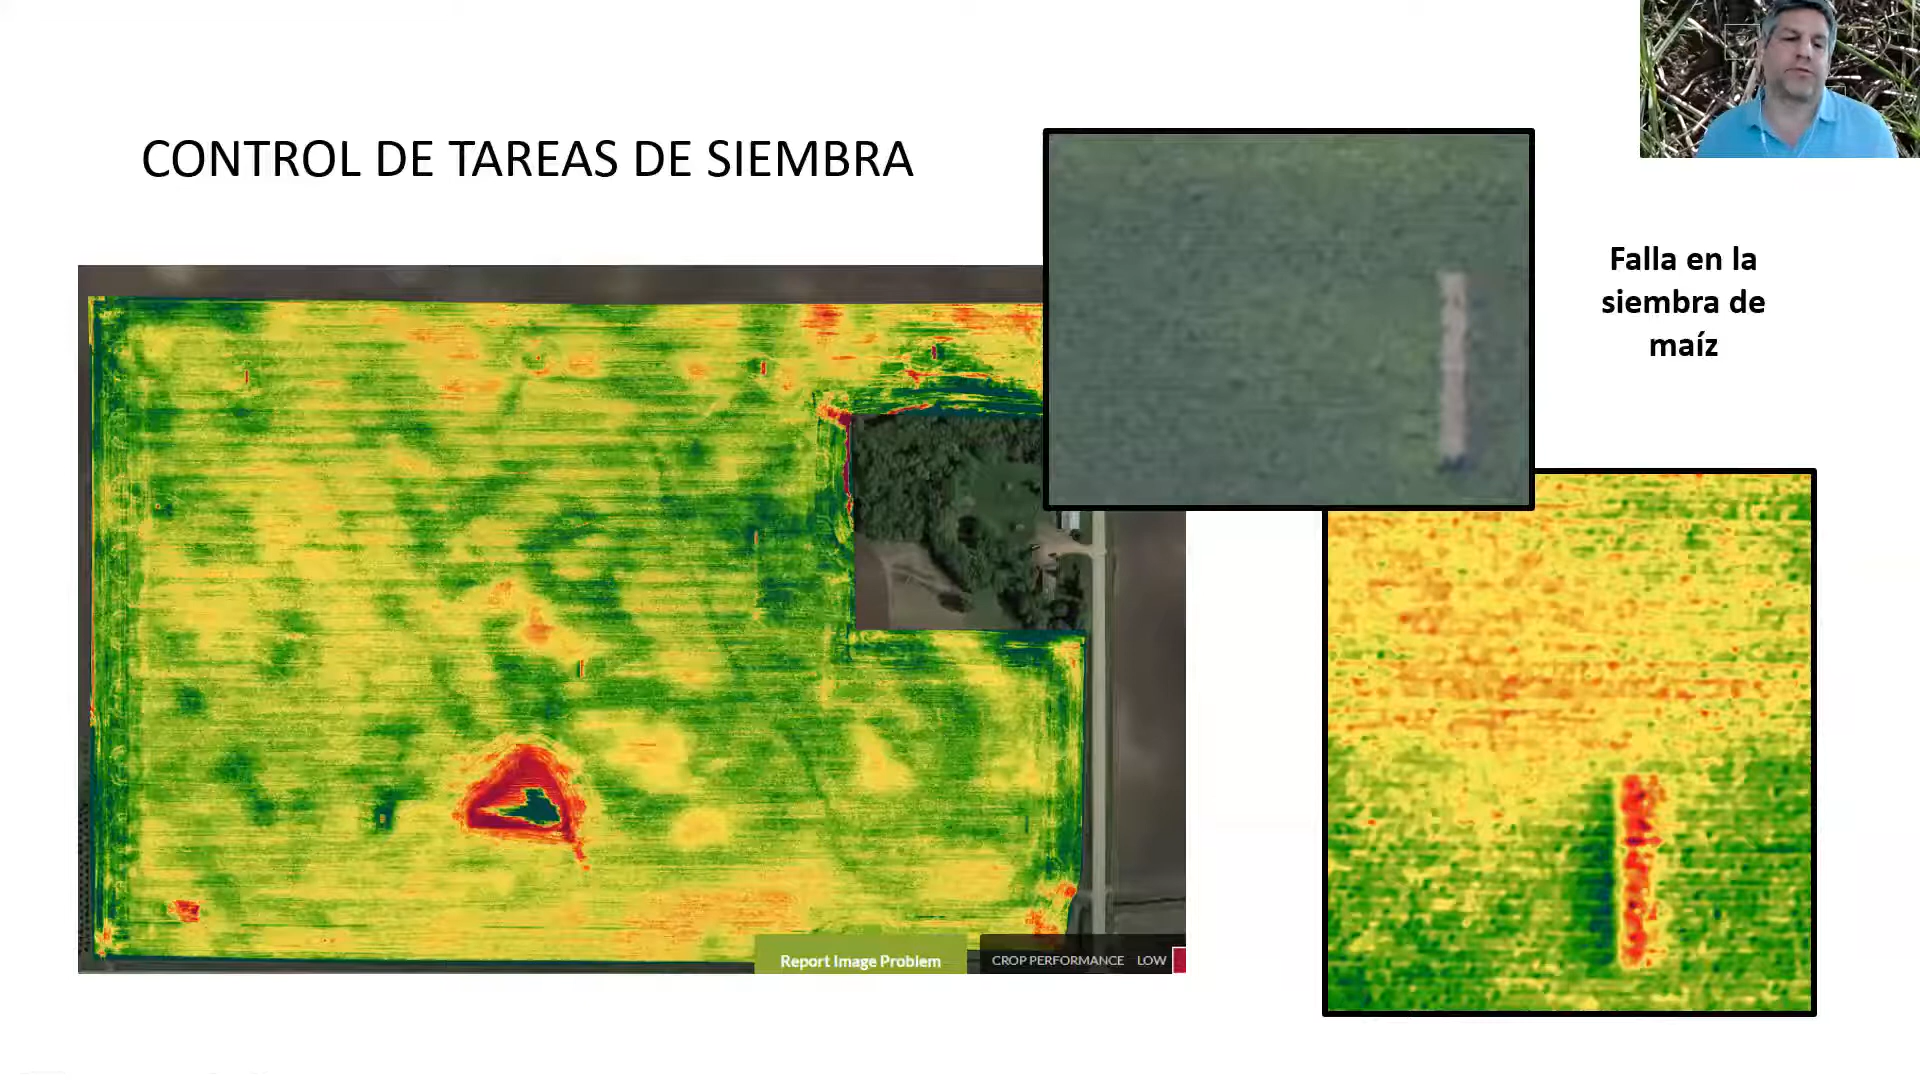 CONTROL DE TAREAS DE SIEMBRA
Falla en la
siembra de
maíz
Report Image Problem
CROP PERFORMANCE LOW